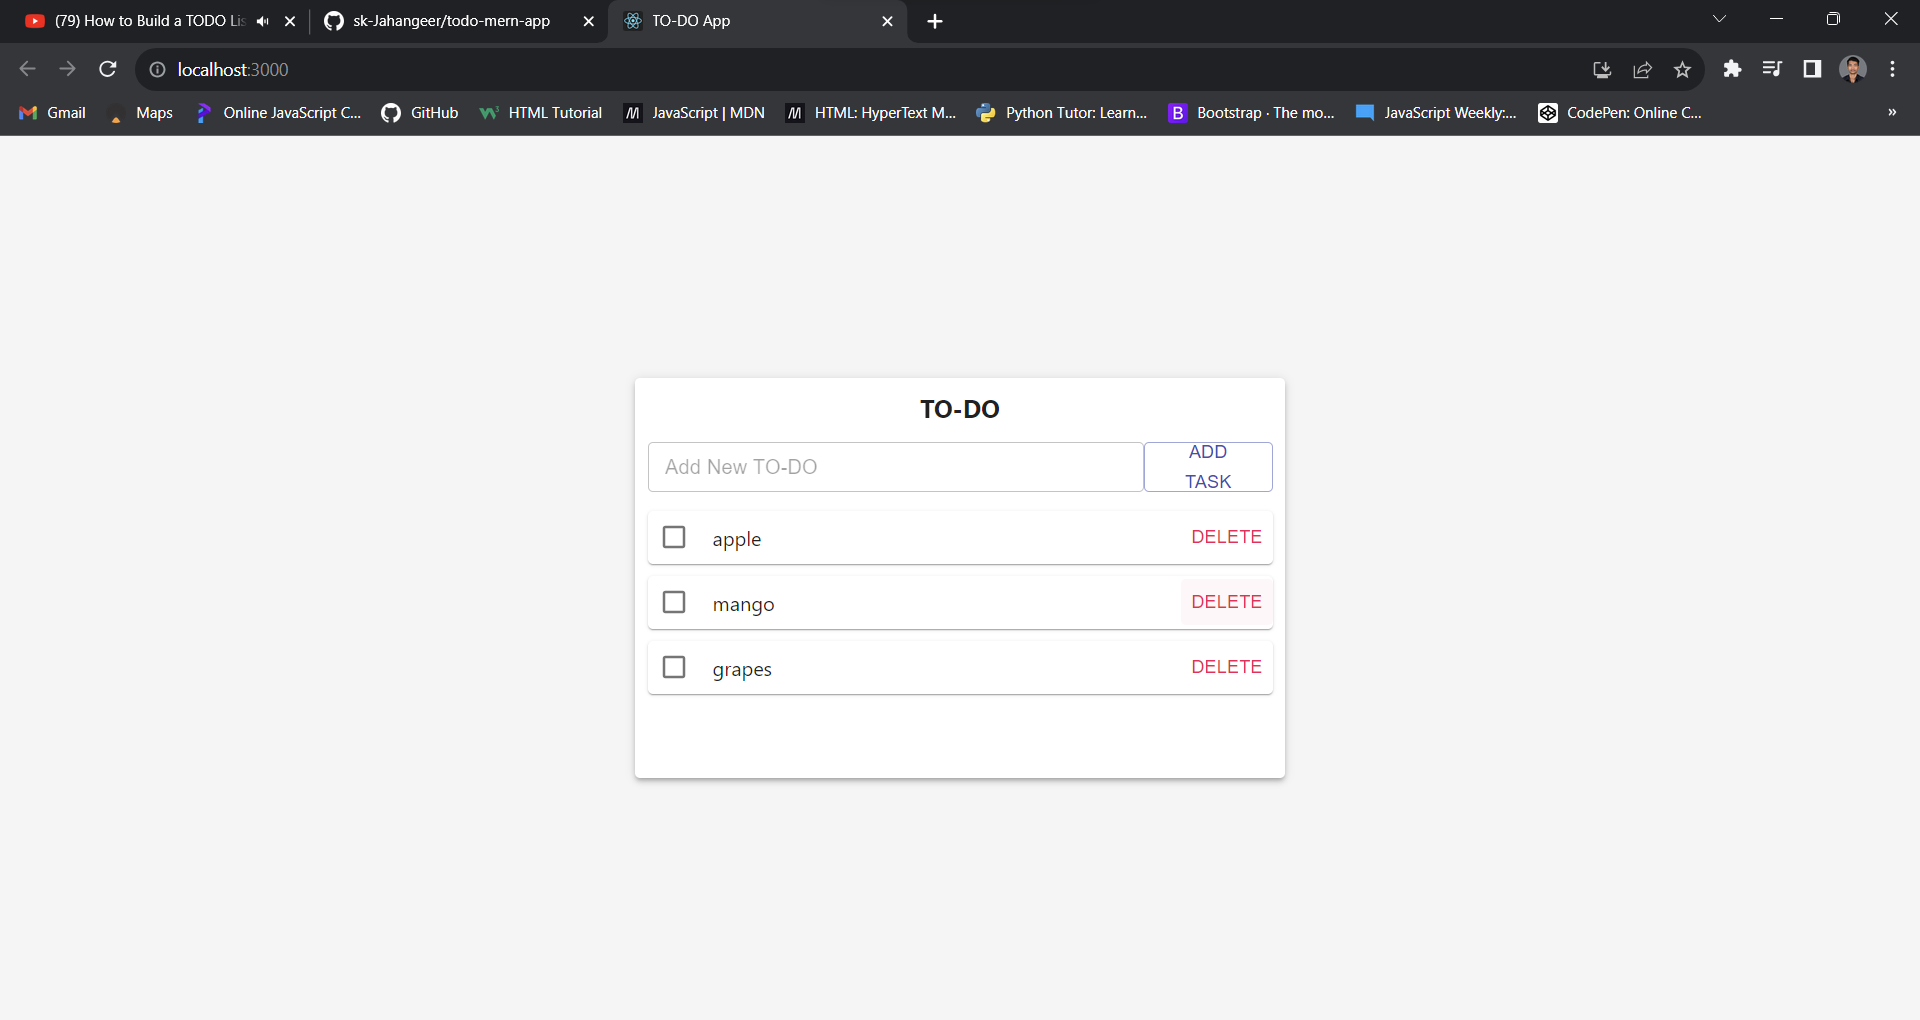 (79) How to Build a TODO Lis
sk-Jahangeer/todo-mern-app
TO-DO App
localhost:3000
Gmail
Maps
Online JavaScript C...
GitHub
HTML Tutorial
JavaScript | MDN
HTML: HyperText M...
Python Tutor: Learn...
Bootstrap · The mo...
JavaScript Weekly:...
CodePen: Online C...
»
TO-DO
Add New TO-DO
ADD
TASK
apple
DELETE
mango
DELETE
grapes
DELETE